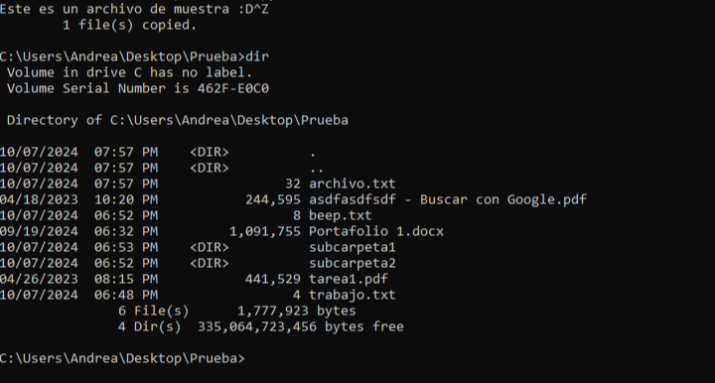 Este es un archivo de muestra :D^Z
        1 file(s) copied.
C:\Users\Andrea\Desktop\Prueba>dir
 Volume in drive C has no label.
 Volume Serial Number is 462F-E0C0
 Directory of C:\Users\Andrea\Desktop\Prueba
10/07/2024  07:57 PM    <DIR>          .
10/07/2024  07:57 PM    <DIR>          ..
10/07/2024  07:57 PM                32 archivo.txt
04/18/2023  10:20 PM           244,595 asdfasdfsdf - Buscar con Google.pdf
10/07/2024  06:52 PM                 8 beep.txt
09/19/2024  06:32 PM         1,091,755 Portafolio 1.docx
10/07/2024  06:53 PM    <DIR>          subcarpeta1
10/07/2024  06:52 PM    <DIR>          subcarpeta2
04/26/2023  08:15 PM           441,529 tarea1.pdf
10/07/2024  06:48 PM                 4 trabajo.txt
               6 File(s)      1,777,923 bytes
               4 Dir(s)  335,064,723,456 bytes free
C:\Users\Andrea\Desktop\Prueba>